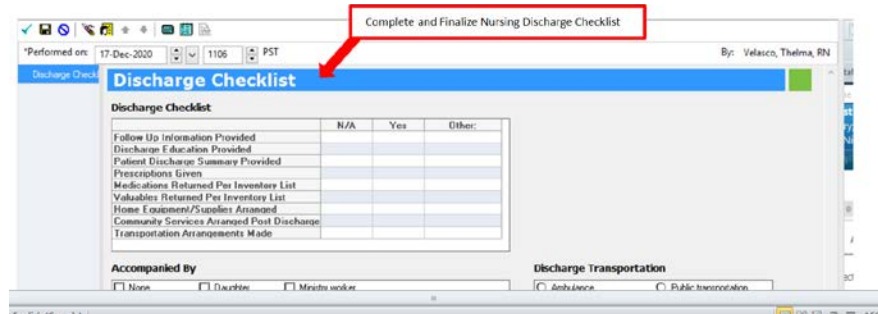 Complete and Finalize Nursing Discharge Checklist
*Performed on: 17-Dec-2020 1106 PST By: Velasco, Thelma, RN
Discharge Checkl
Discharge Checklist
Discharge Checklist
N/A Yes Other:
Follow Up Information Provided
Discharge Education Provided
Patient Discharge Summary Provided
Prescriptions Given
Medications Returned Per Inventory List
Valuables Returned Per Inventory List
Home Equipment/Supplies Arranged
Community Services Arranged Post Discharge
Transportation Arrangements Made
Accompanied By Discharge Transportation
None Daughter Ministry worker Ambulance Public transportation